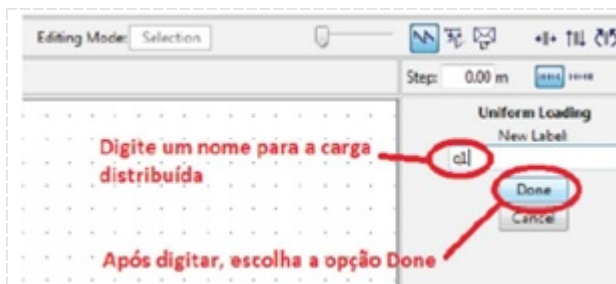 Editing Mode: Selection
Step: 0.00 m
Uniform Loading
New Label:
Digite um nome para a carga
distribuída
q1
Done
Cancel
Após digitar, escolha a opção Done